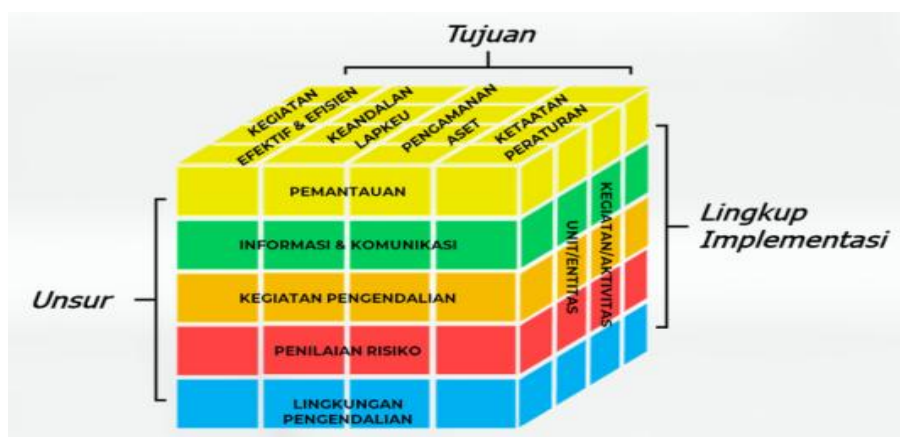 Tujuan
KEGIATAN
EFEKTIF & EFISIEN
KEANDALAN
LAPKEU
PENGAMANAN
ASET
KETAATAN
PERATURAN
Unsur
PEMANTAUAN
INFORMASI & KOMUNIKASI
KEGIATAN PENGENDALIAN
PENILAIAN RISIKO
LINGKUNGAN
PENGENDALIAN
UNIT/ENTITAS
KEGIATAN/AKTIVITAS
Lingkup
Implementasi